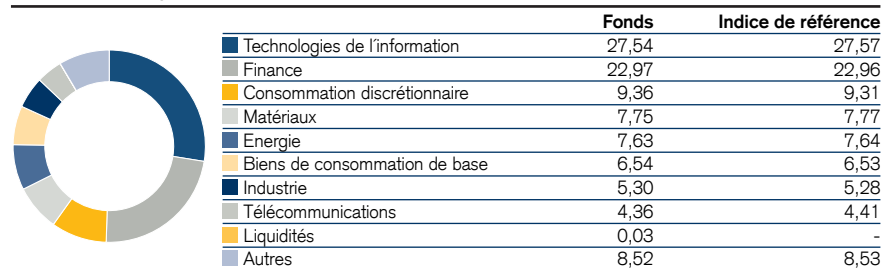 Fonds Indice de référence
Technologies de l´information 27,54 27,57
Finance 22,97 22,96
Consommation discrétionnaire 9,36 9,31
Matériaux 7,75 7,77
Energie 7,63 7,64
Biens de consommation de base 6,54 6,53
Industrie 5,30 5,28
Télécommunications 4,36 4,41
Liquidités 0,03 -
Autres 8,52 8,53